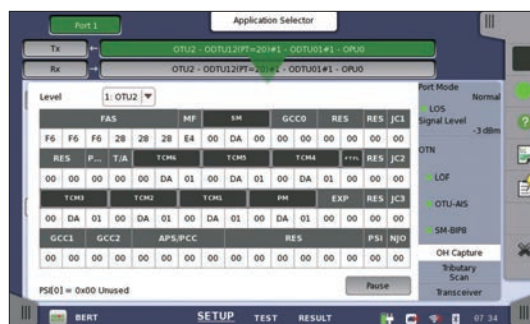 Port 1
Application Selector
Tx
OTU2 - ODTU12(PT=20)#1 - ODTU01#1 - OPU0
Rx
OTU2 - ODTU12(PT=20)#1 - ODTU01#1 - OPU0
Level 1: OTU2
FAS MF SM GCC0 RES RES JC1
F6 F6 F6 28 28 28 E4 00 DA 00 00 00 00 00 00 00
RES P... T/A TCM6 TCM5 TCM4 FTFL RES JC2
00 00 00 00 00 DA 01 00 DA 01 00 DA 01 00 00 00
TCM3 TCM2 TCM1 PM EXP RES JC3
00 DA 01 00 DA 01 00 DA 01 00 DA 01 00 00 00 00
GCC1 GCC2 APS/PCC RES PSI NJO
00 00 00 00 00 00 00 00 00 00 00 00 00 00 00 00
PSI[0] = 0x00 Unused
Pause
Port Mode
Normal
LOS
Signal Level
-3 dBm
OTN
LOF
OTU-AIS
SM-BIP8
OH Capture
Tributary
Scan
Transceiver
BERT SETUP TEST RESULT 07 34